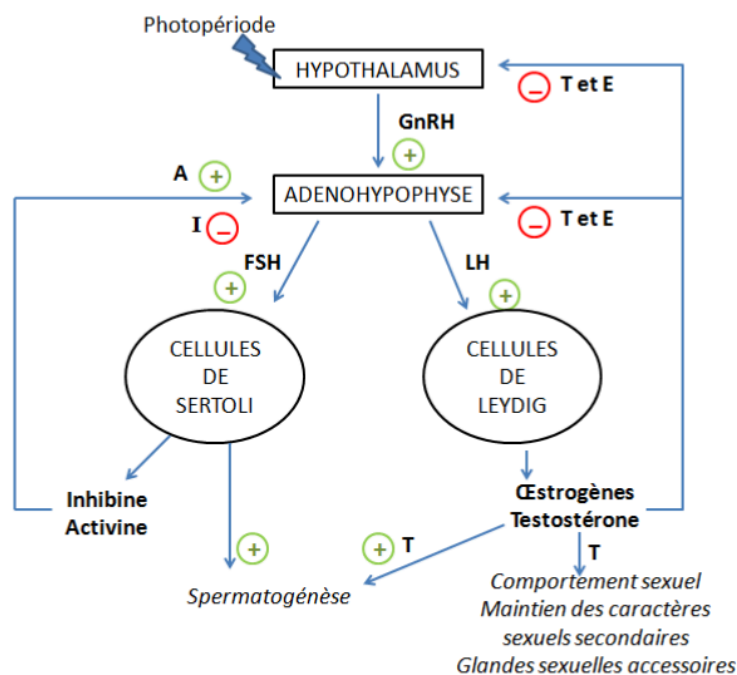 Photopériode
HYPOTHALAMUS
T et E
−
GnRH
+
A +
ADENOHYPOPHYSE
I −
− T et E
FSH
+
LH
+
CELLULES
DE
SERTOLI
CELLULES
DE
LEYDIG
Inhibine
Activine
Œstrogènes
Testostérone
+
+ T
T
Spermatogénèse
Comportement sexuel
Maintien des caractères
sexuels secondaires
Glandes sexuelles accessoires